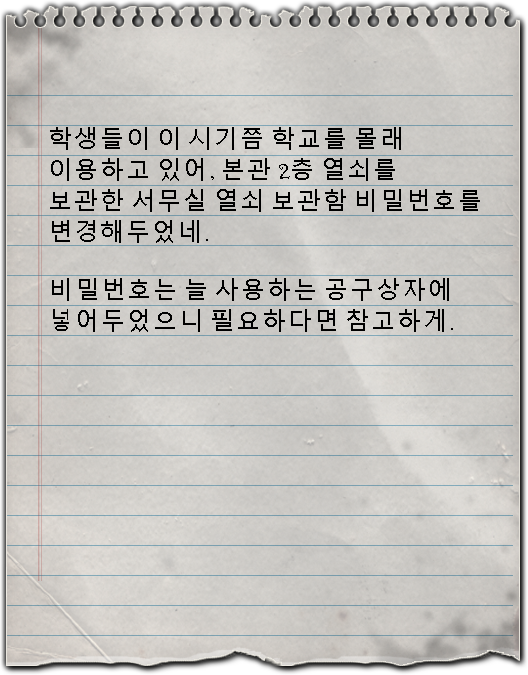 학생들이 이 시기쯤 학교를 몰래
이용하고 있어, 본관 2층 열쇠를
보관한 서무실 열쇠 보관함 비밀번호를
변경해두었네.
비밀번호는 늘 사용하는 공구상자에
넣어두었으니 필요하다면 참고하게.